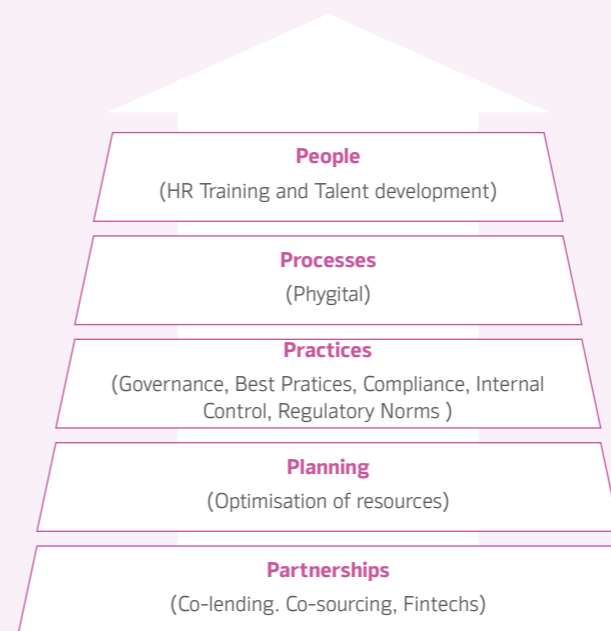 People
(HR Training and Talent development)
Processes
(Phygital)
Practices
(Governance, Best Pratices, Compliance, Internal
Control, Regulatory Norms )
Planning
(Optimisation of resources)
Partnerships
(Co-lending. Co-sourcing, Fintechs)